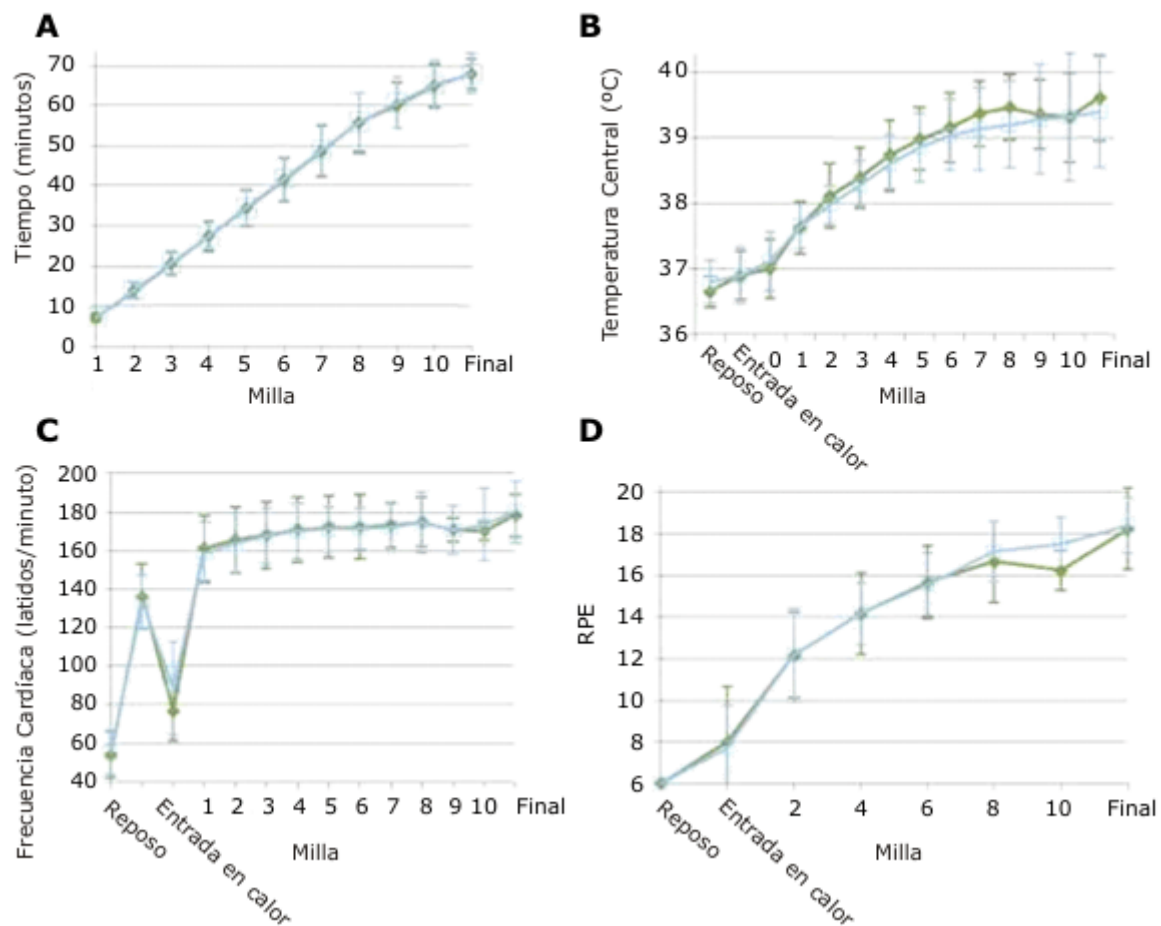 A
Tiempo (minutos)
70
60
50
40
30
20
10
0
1 2 3 4 5 6 7 8 9 10 Final
Milla
B
Temperatura Central (ºC)
40
39
38
37
36
Reposo
Entrada en calor
0 1 2 3 4 5 6 7 8 9 10 Final
Milla
C
Frecuencia Cardíaca (latidos/minuto)
200
180
160
140
120
100
80
60
40
Reposo
Entrada en calor
1 2 3 4 5 6 7 8 9 10 Final
Milla
D
RPE
20
18
16
14
12
10
8
6
Reposo
Entrada en calor
2 4 6 8 10 Final
Milla